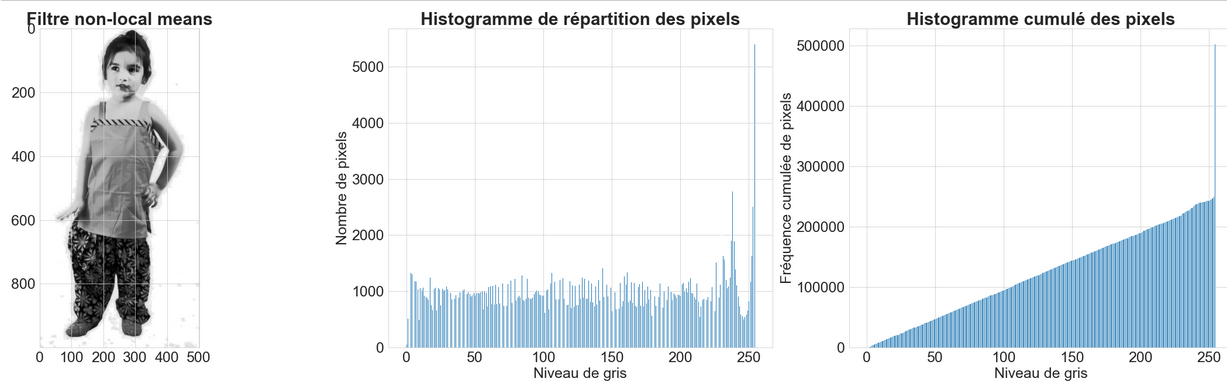 Filtre non-local means
0
200
400
600
800
0 100 200 300 400 500
Histogramme de répartition des pixels
Nombre de pixels
5000
4000
3000
2000
1000
0
0 50 100 150 200 250
Niveau de gris
Histogramme cumulé des pixels
Fréquence cumulée de pixels
500000
400000
300000
200000
100000
0
0 50 100 150 200 250
Niveau de gris